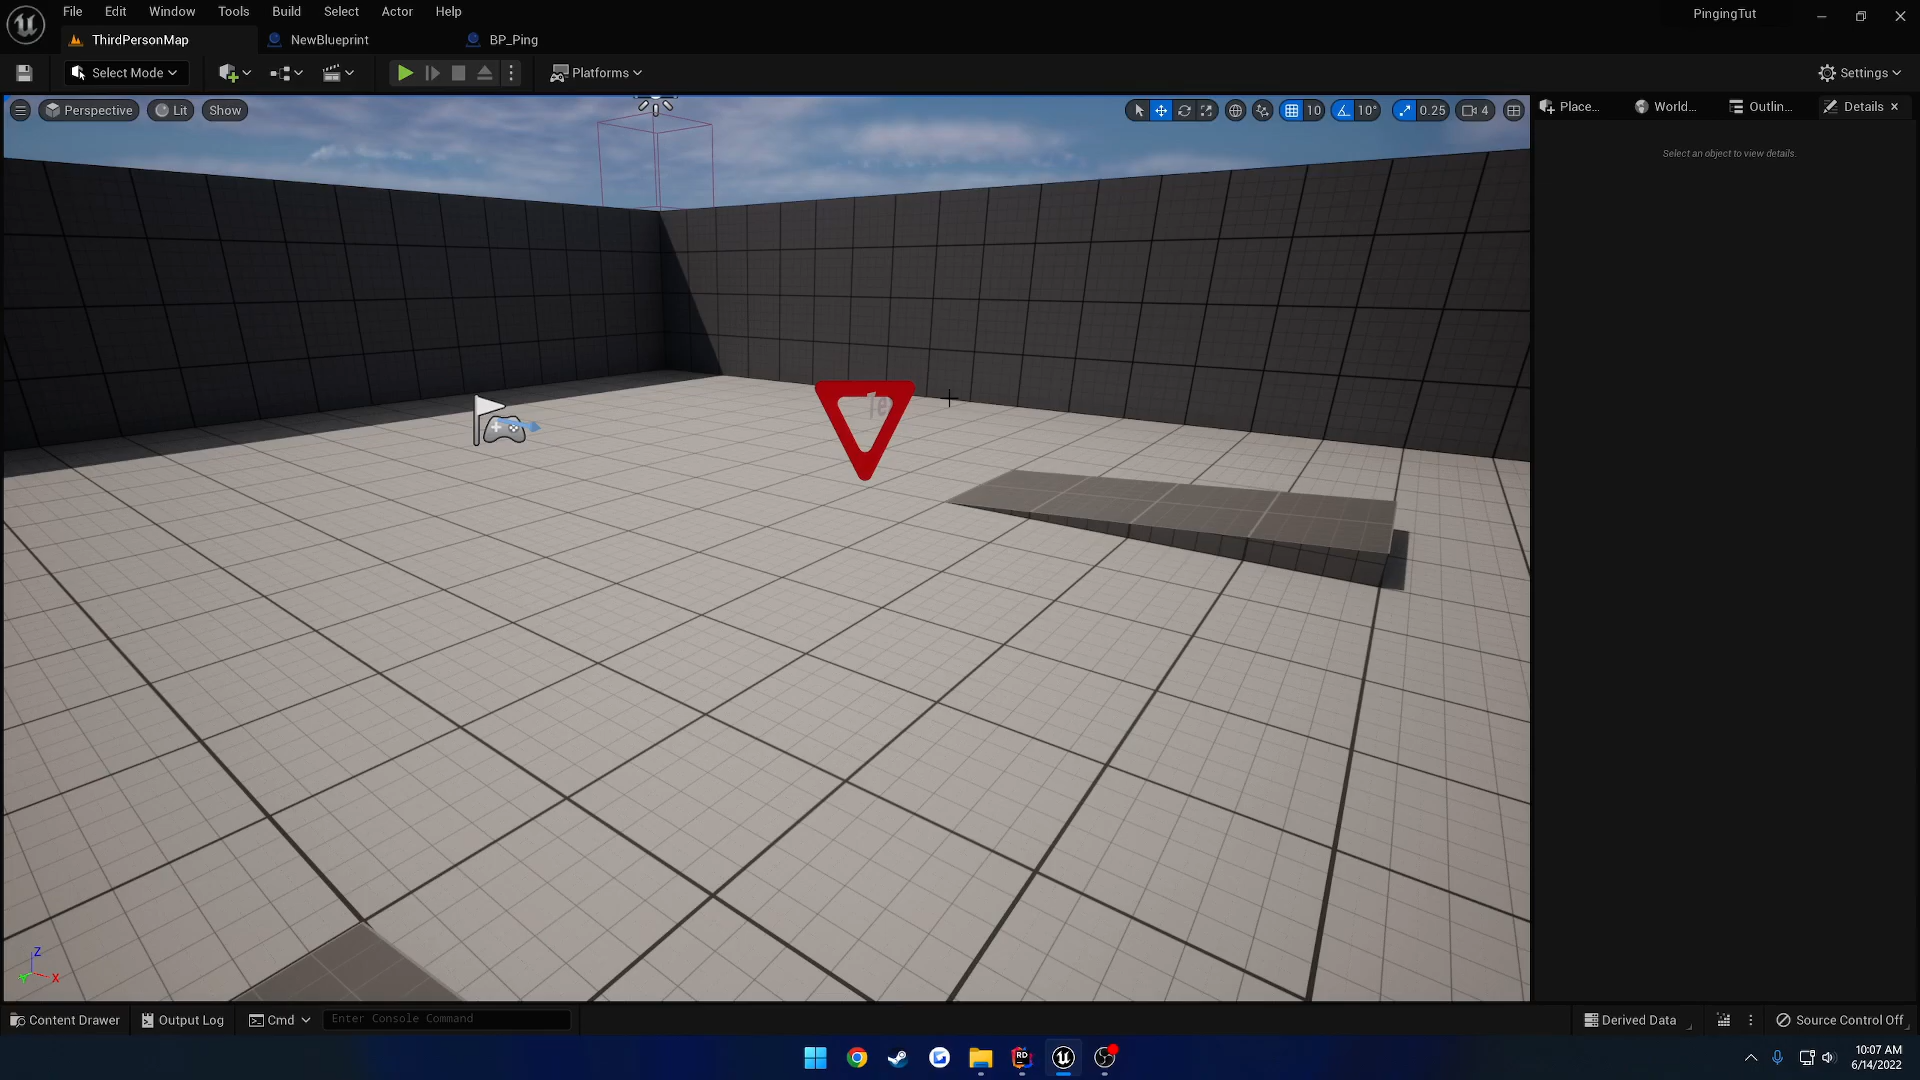 File Edit Window Tools Build Select Actor Help
PingingTut
ThirdPersonMap
NewBlueprint
BP_Ping
Select Mode
Platforms
Settings
Perspective
Lit
Show
10
10°
0.25
4
Place...
World...
Outlin...
Details
Select an object to view details.
Z
X
Content Drawer
Output Log
Cmd
Enter Console Command
Derived Data
Source Control Off
RD
10:07 AM
6/14/2022